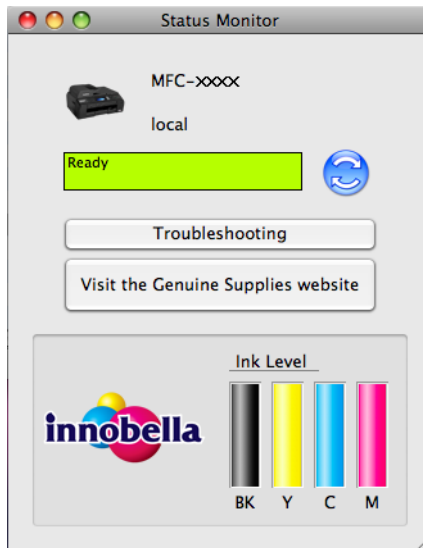 Status Monitor
MFC-XXXX
local
Ready
Troubleshooting
Visit the Genuine Supplies website
Ink Level
innobella
BK Y C M